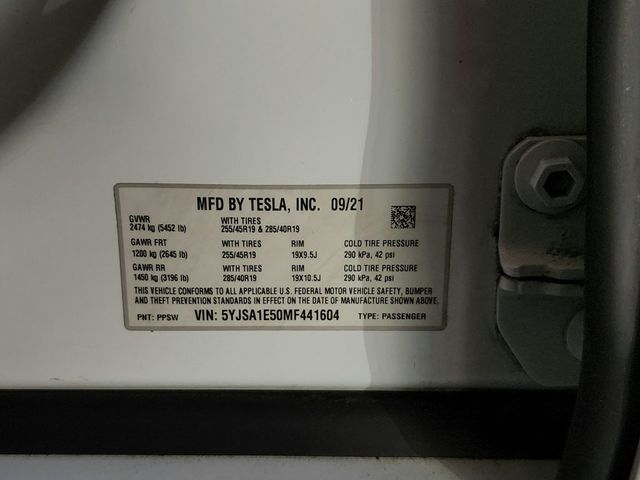 MFD BY TESLA, INC. 09/21
GVWR WITH TIRES
2474 kg (5452 lb) 255/45R19 & 285/40R19
GAWR FRT WITH TIRES RIM COLD TIRE PRESSURE
1200 kg (2645 lb) 255/45R19 19X9.5J 290 kPa, 42 psi
GAWR RR WITH TIRES RIM COLD TIRE PRESSURE
1450 kg (3196 lb) 285/40R19 19X10.5J 290 kPa, 42 psi
THIS VEHICLE CONFORMS TO ALL APPLICABLE U.S. FEDERAL MOTOR VEHICLE SAFETY, BUMPER
AND THEFT PREVENTION STANDARDS IN EFFECT ON THE DATE OF MANUFACTURE SHOWN ABOVE.
PNT: PPSW VIN: 5YJSA1E50MF441604 TYPE: PASSENGER